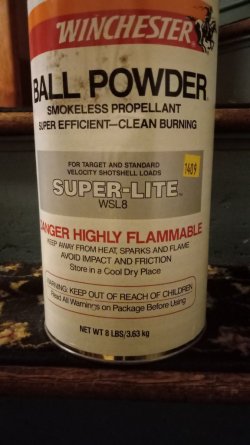 WINCHESTER
BALL POWDER
SMOKELESS PROPELLANT
SUPER EFFICIENT—CLEAN BURNING
FOR TARGET AND STANDARD
VELOCITY SHOTSHELL LOADS
1409
SUPER-LITE™
WSL8
ANGER HIGHLY FLAMMABLE
KEEP AWAY FROM HEAT, SPARKS AND FLAME
AVOID IMPACT AND FRICTION
Store in a Cool Dry Place
WARNING: KEEP OUT OF REACH OF CHILDREN
Read All Warnings on Package Before Using
NET WT 8 LBS/3.63 kg